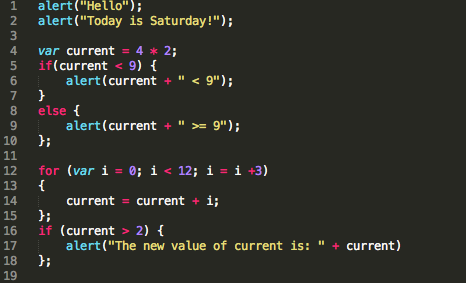 1 alert("Hello");
2 alert("Today is Saturday!");
3
4 var current = 4 * 2;
5 if(current < 9) {
6     alert(current + " < 9");
7 }
8 else {
9     alert(current + " >= 9");
10 };
11
12 for (var i = 0; i < 12; i = i +3)
13 {
14     current = current + i;
15 };
16 if (current > 2) {
17     alert("The new value of current is: " + current)
18 };
19